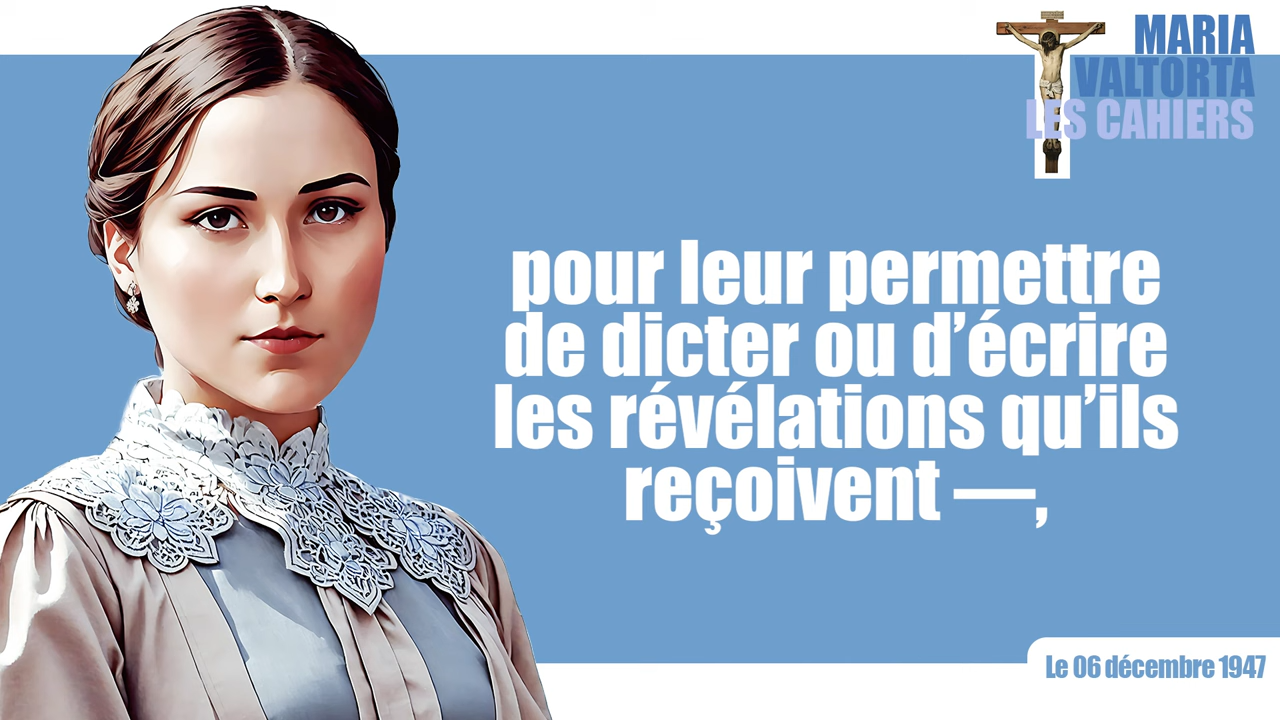 MARIA
VALTORTA
LES CAHIERS
pour leur permettre
de dicter ou d’écrire
les révélations qu’ils
reçoivent —,
Le 06 décembre 1947